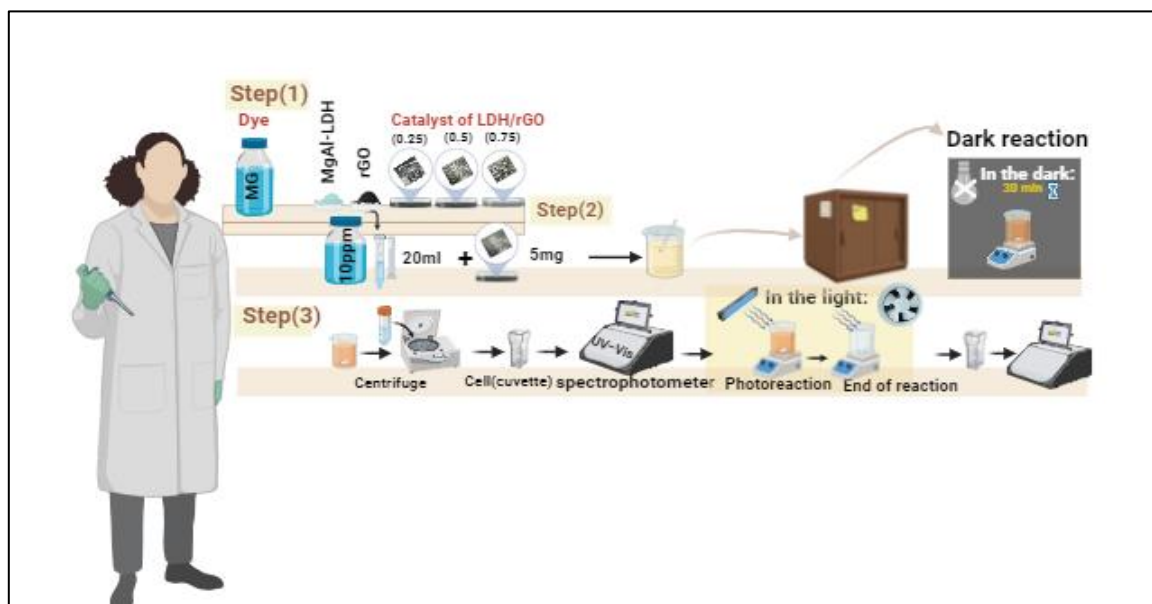 Step(1)
Dye
MG
MgAl-LDH
rGO
Catalyst of LDH/rGO
(0.25) (0.5) (0.75)
Step(2)
10ppm
20ml + 5mg
Dark reaction
In the dark:
30 min
Step(3)
Centrifuge
Cell(cuvette)
UV-Vis
spectrophotometer
in the light:
Photoreaction
End of reaction